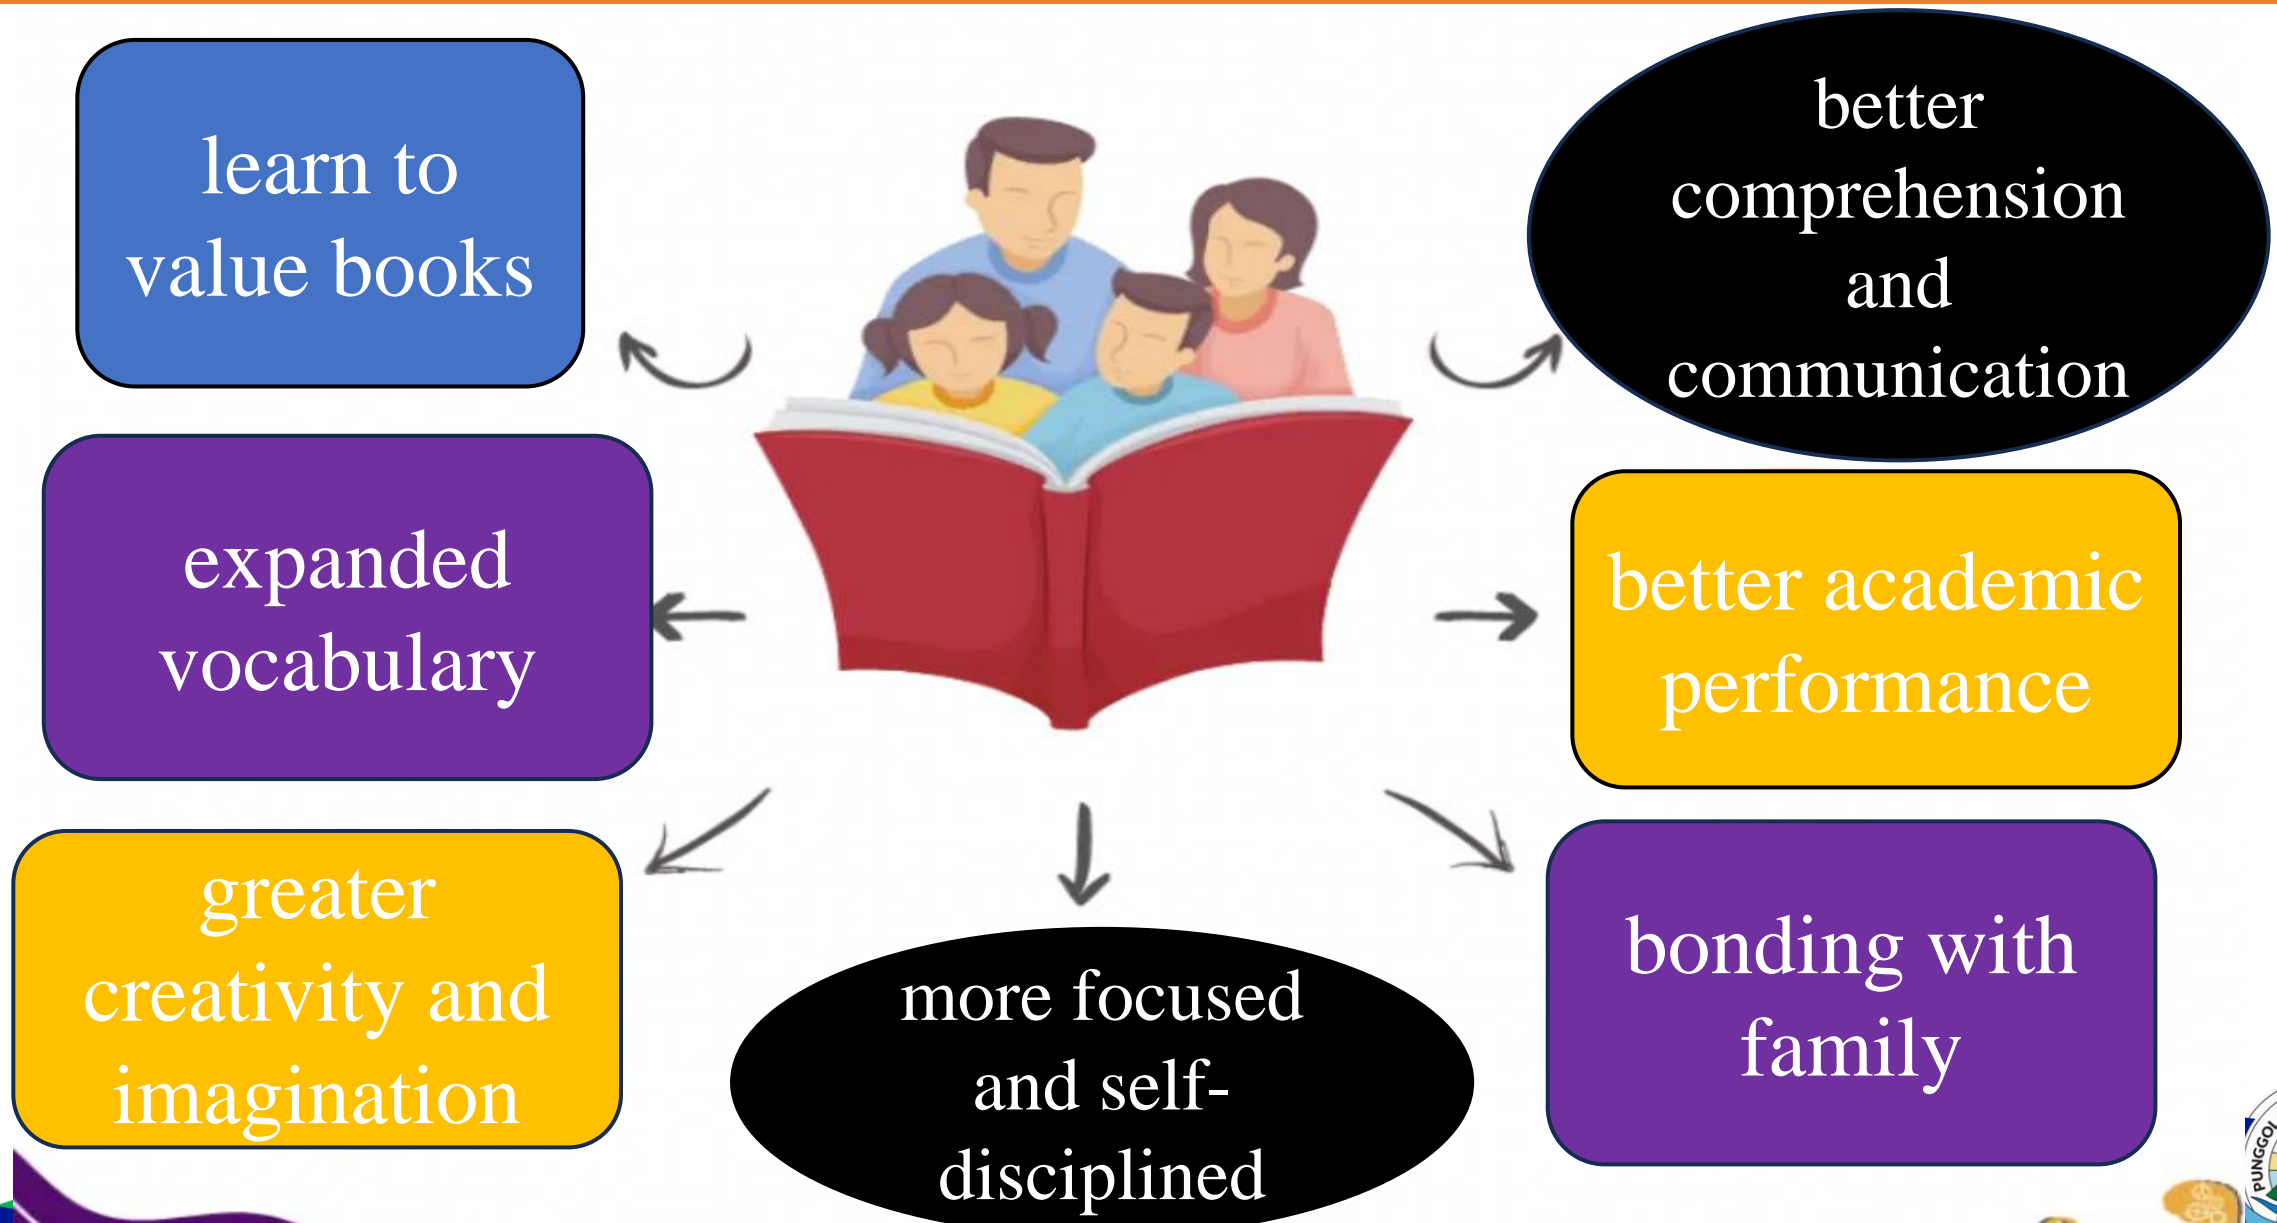 learn to
value books
better
comprehension
and
communication
expanded
vocabulary
better academic
performance
greater
creativity and
imagination
more focused
and self-
disciplined
bonding with
family
PUNGGOL